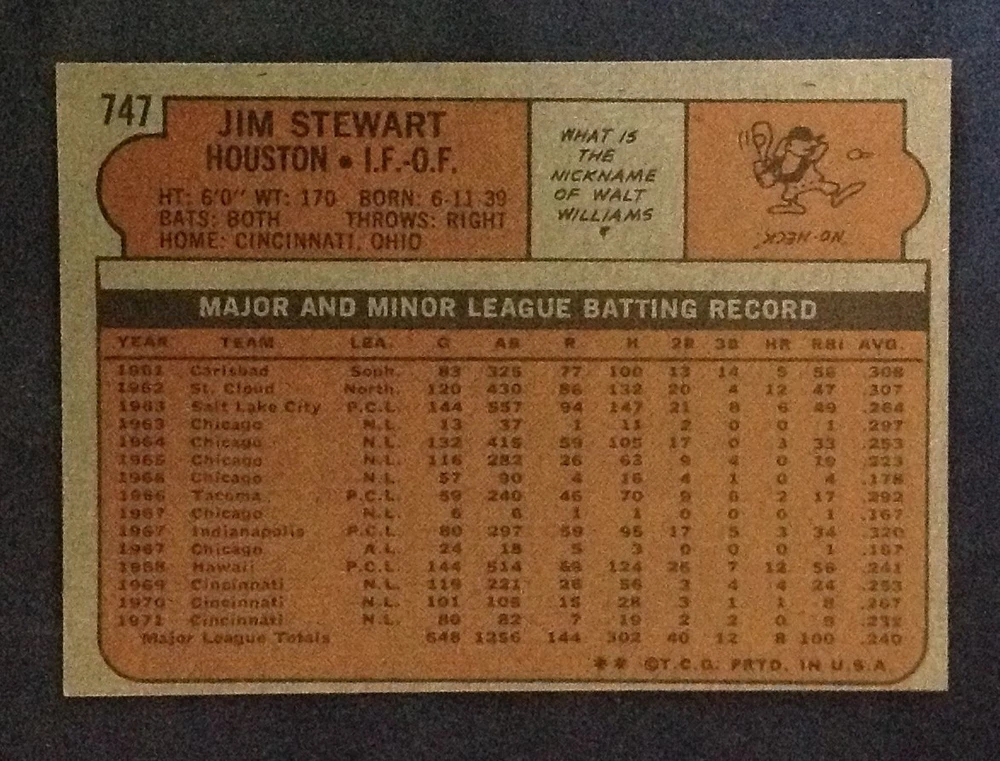 747
JIM STEWART
HOUSTON • I.F.-O.F.
HT: 6'0" WT: 170 BORN: 6-11-39
BATS: BOTH THROWS: RIGHT
HOME: CINCINNATI, OHIO
WHAT IS
THE
NICKNAME
OF WALT
WILLIAMS
?
"NO-NECK"
MAJOR AND MINOR LEAGUE BATTING RECORD
YEAR TEAM LEA. G AB R H 2B 3B HR RBI AVG.
1961 Carlsbad Soph. 83 325 77 100 13 14 5 56 .308
1962 St. Cloud North. 120 430 86 132 20 4 12 47 .307
1963 Salt Lake City P.C.L. 144 557 94 147 21 8 6 49 .264
1963 Chicago N.L. 13 37 1 11 2 0 0 1 .297
1964 Chicago N.L. 132 415 59 105 17 0 3 33 .253
1965 Chicago N.L. 116 282 26 63 9 4 0 19 .223
1966 Chicago N.L. 57 90 4 16 4 1 0 4 .178
1966 Tacoma P.C.L. 59 240 46 70 9 6 2 17 .292
1967 Chicago N.L. 6 6 1 1 0 0 0 1 .167
1967 Indianapolis P.C.L. 80 297 59 95 17 5 3 34 .320
1967 Chicago A.L. 24 18 5 3 0 0 0 1 .167
1968 Hawaii P.C.L. 144 514 124 26 7 12 56 .241
1969 Cincinnati N.L. 119 221 26 56 3 4 4 24 .253
1970 Cincinnati N.L. 101 105 15 28 3 1 1 8 .267
1971 Cincinnati N.L. 80 82 7 19 2 2 0 .232
Major League Totals 648 1256 144 302 40 12 8 100 .240
** ©T.C.G. PRTD. IN U.S.A.